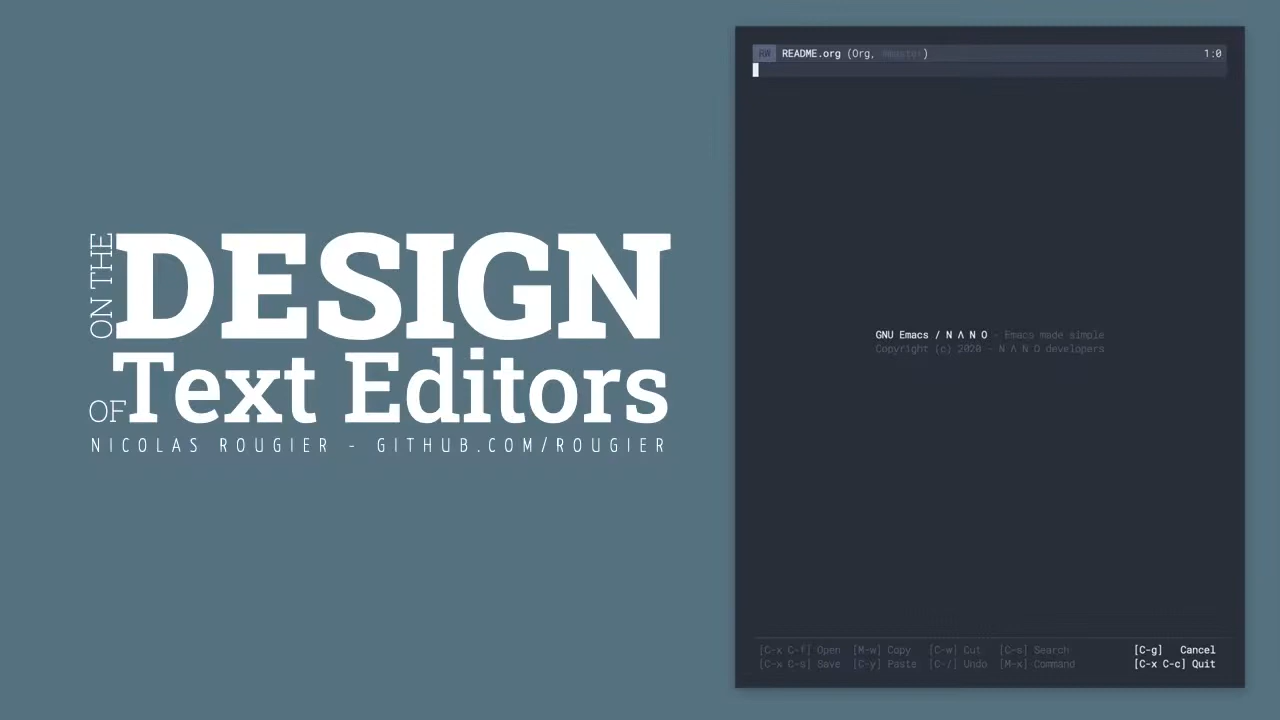 ON THE
DESIGN
OF Text Editors
NICOLAS ROUGIER - GITHUB.COM/ROUGIER
RW README.org (Org, #master) 1:0
GNU Emacs / N Λ N O - Emacs made simple
Copyright (c) 2020 - N Λ N O developers
[C-x C-f] Open [M-w] Copy [C-w] Cut [C-s] Search [C-g] Cancel
[C-x C-s] Save [C-y] Paste [C-/] Undo [M-x] Command [C-x C-c] Quit